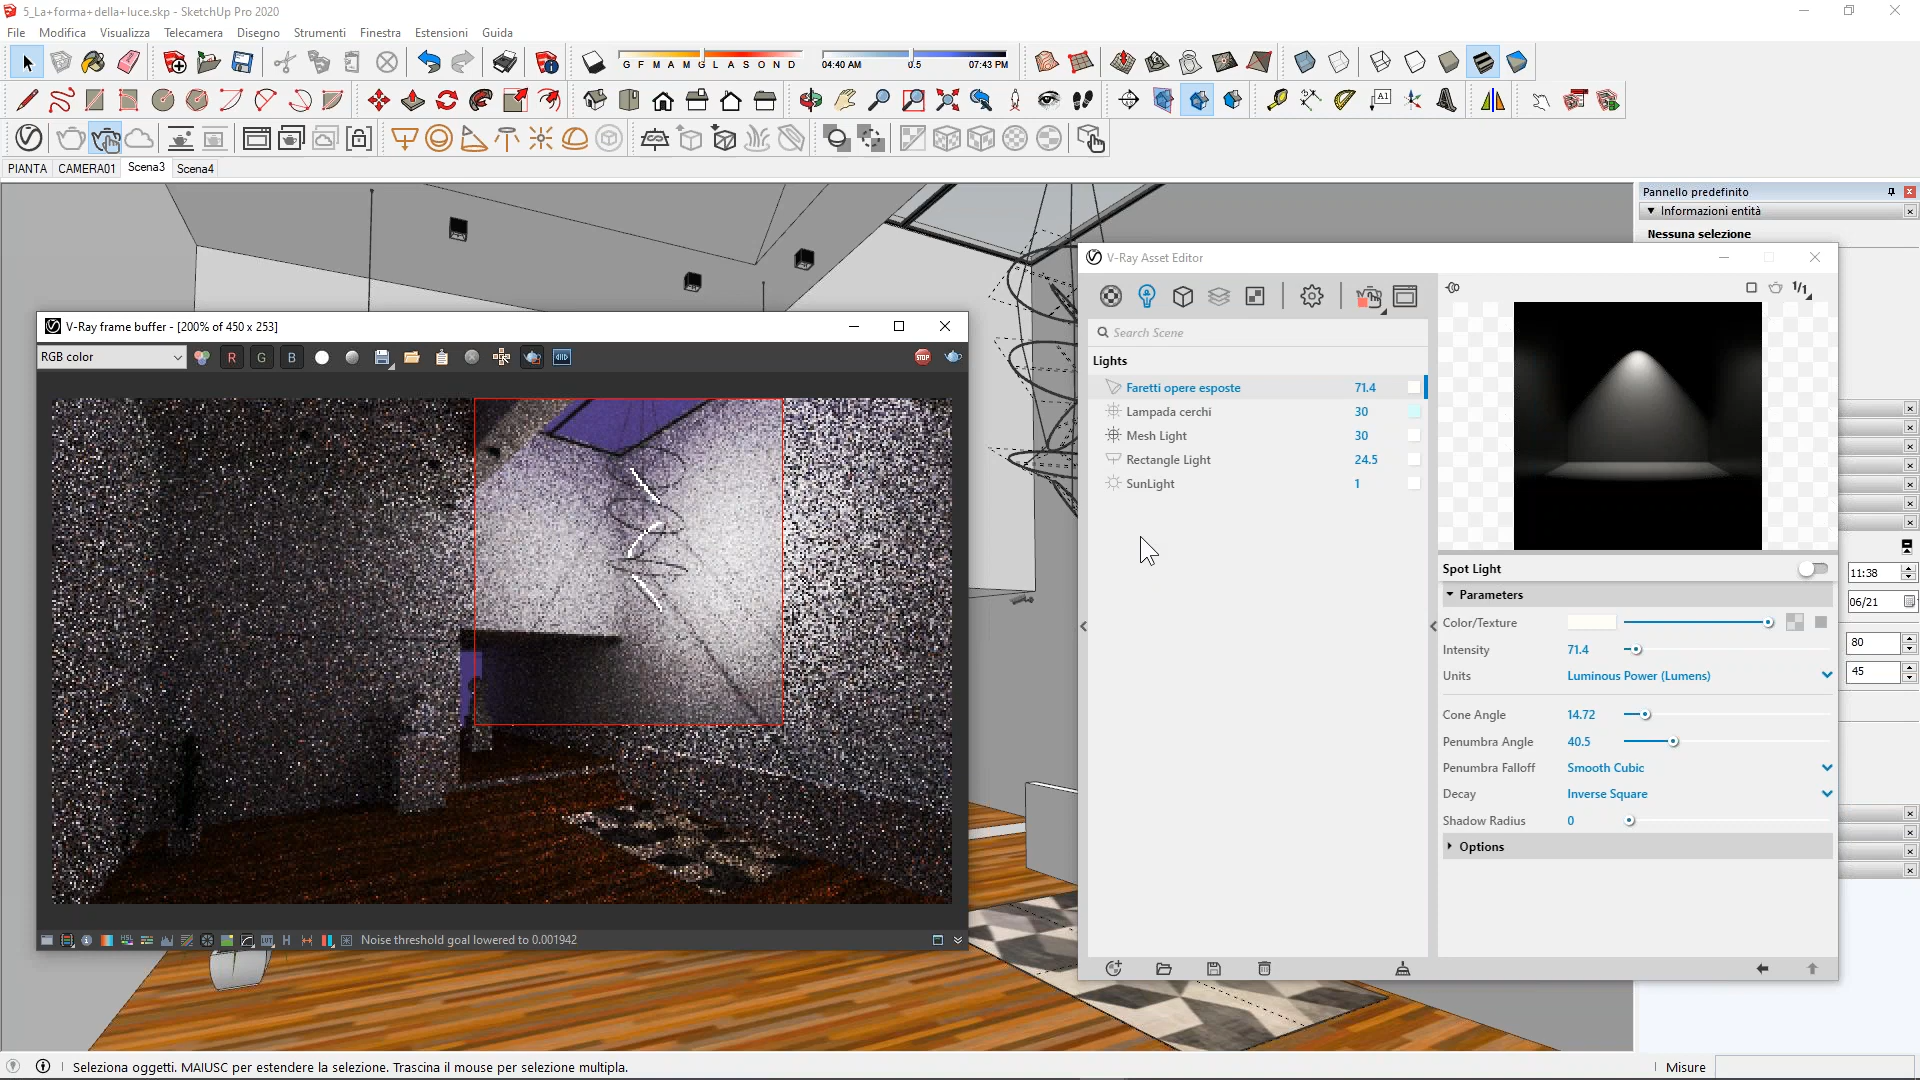 5_La+forma+della+luce.skp - SketchUp Pro 2020
File Modifica Visualizza Telecamera Disegno Strumenti Finestra Estensioni Guida
G F M A M G L A S O N D 04:40 AM 0.5 07:43 PM
PIANTA CAMERA01 Scena3 Scena4
Pannello predefinito
Informazioni entità
Nessuna selezione
V-Ray Asset Editor
Search Scene
Lights
Faretti opere esposte 71.4
Lampada cerchi 30
Mesh Light 30
Rectangle Light 24.5
SunLight 1
1/1
Spot Light
Parameters
Color/Texture
Intensity 71.4
Units Luminous Power (Lumens)
Cone Angle 14.72
Penumbra Angle 40.5
Penumbra Falloff Smooth Cubic
Decay Inverse Square
Shadow Radius 0
Options
11:38
06/21
80
45
V-Ray frame buffer - [200% of 450 x 253]
RGB color R G B STOP
HSL H Noise threshold goal lowered to 0.001942
Seleziona oggetti. MAIUSC per estendere la selezione. Trascina il mouse per selezione multipla.
Misure